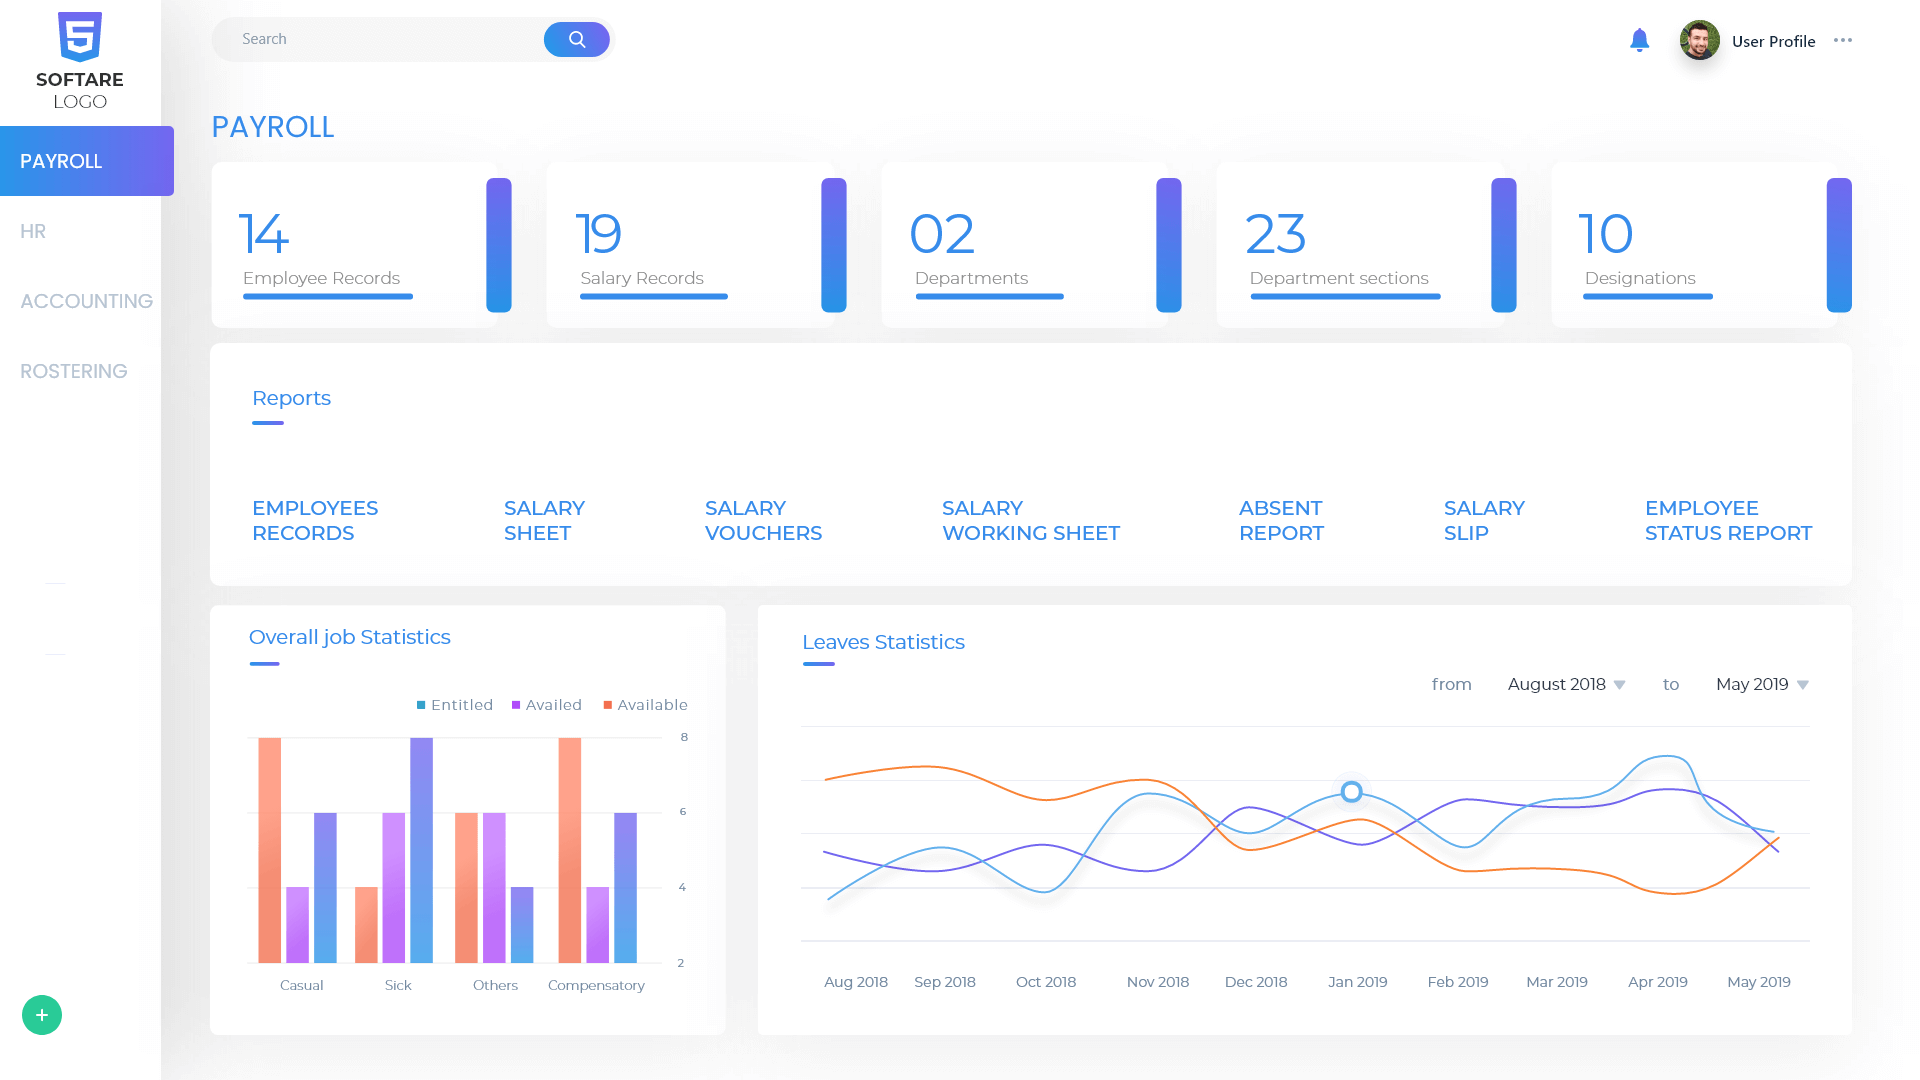 SOFTARE
LOGO
Search
User Profile
PAYROLL
HR
ACCOUNTING
ROSTERING
PAYROLL
14
Employee Records
19
Salary Records
02
Departments
23
Department sections
10
Designations
Reports
EMPLOYEES
RECORDS
SALARY
SHEET
SALARY
VOUCHERS
SALARY
WORKING SHEET
ABSENT
REPORT
SALARY
SLIP
EMPLOYEE
STATUS REPORT
Overall job Statistics
Entitled Availed Available
8
6
4
2
Casual Sick Others Compensatory
Leaves Statistics
from August 2018 to May 2019
Aug 2018 Sep 2018 Oct 2018 Nov 2018 Dec 2018 Jan 2019 Feb 2019 Mar 2019 Apr 2019 May 2019